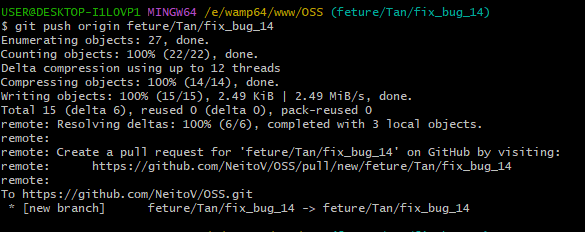 USER@DESKTOP-I1LOVP1 MINGW64 /e/wamp64/www/OSS (feture/Tan/fix_bug_14)
$ git push origin feture/Tan/fix_bug_14
Enumerating objects: 27, done.
Counting objects: 100% (22/22), done.
Delta compression using up to 12 threads
Compressing objects: 100% (14/14), done.
Writing objects: 100% (15/15), 2.49 KiB | 2.49 MiB/s, done.
Total 15 (delta 6), reused 0 (delta 0), pack-reused 0
remote: Resolving deltas: 100% (6/6), completed with 3 local objects.
remote:
remote: Create a pull request for 'feture/Tan/fix_bug_14' on GitHub by visiting:
remote:      https://github.com/NeitoV/OSS/pull/new/feture/Tan/fix_bug_14
remote:
To https://github.com/NeitoV/OSS.git
 * [new branch]      feture/Tan/fix_bug_14 -> feture/Tan/fix_bug_14